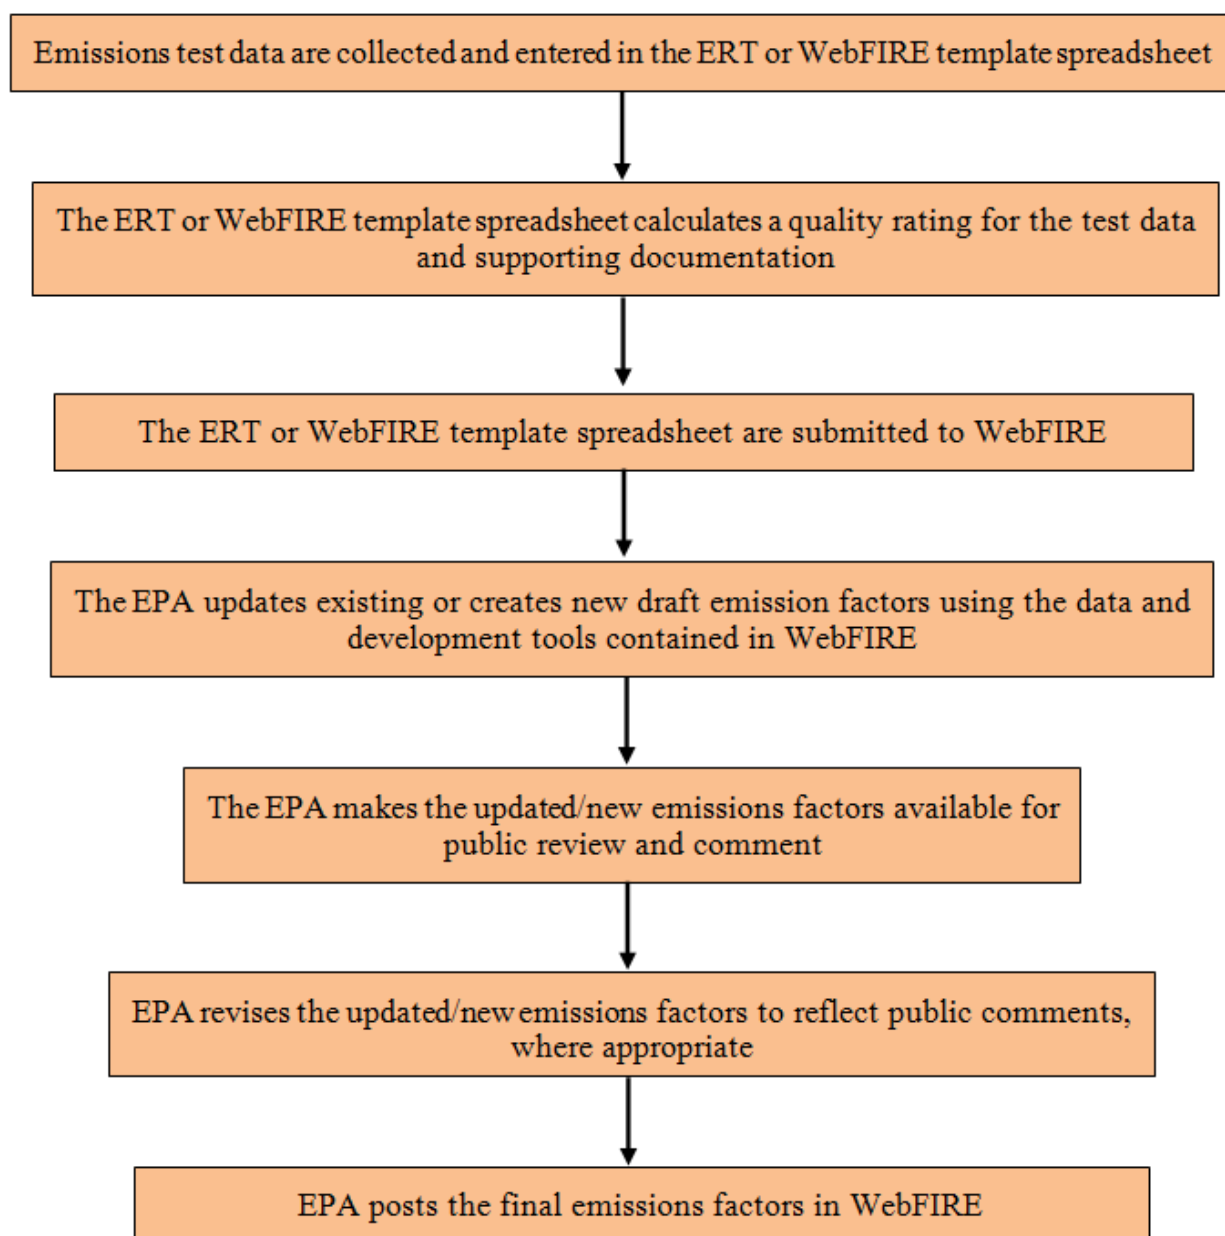 Emissions test data are collected and entered in the ERT or WebFIRE template spreadsheet
The ERT or WebFIRE template spreadsheet calculates a quality rating for the test data
and supporting documentation
The ERT or WebFIRE template spreadsheet are submitted to WebFIRE
The EPA updates existing or creates new draft emission factors using the data and
development tools contained in WebFIRE
The EPA makes the updated/new emissions factors available for
public review and comment
EPA revises the updated/new emissions factors to reflect public comments,
where appropriate
EPA posts the final emissions factors in WebFIRE